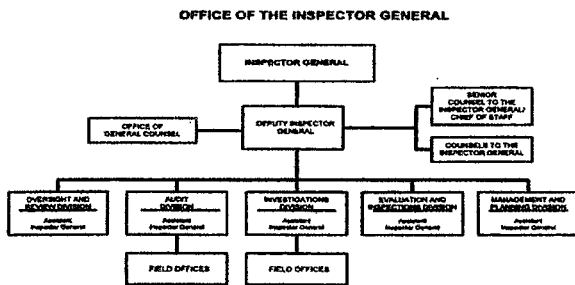 OFFICE OF THE INSPECTOR GENERAL
INSPECTOR GENERAL
SENIOR
COUNSEL TO THE
INSPECTOR GENERAL/
CHIEF OF STAFF
OFFICE OF
GENERAL COUNSEL
DEPUTY INSPECTOR
GENERAL
COUNSELS TO THE
INSPECTOR GENERAL
OVERSIGHT AND
REVIEW DIVISION
Assistant
Inspector General
AUDIT
DIVISION
Assistant
Inspector General
INVESTIGATIONS
DIVISION
Assistant
Inspector General
EVALUATION AND
INSPECTIONS DIVISION
Assistant
Inspector General
MANAGEMENT AND
PLANNING DIVISION
Assistant
Inspector General
FIELD OFFICES
FIELD OFFICES